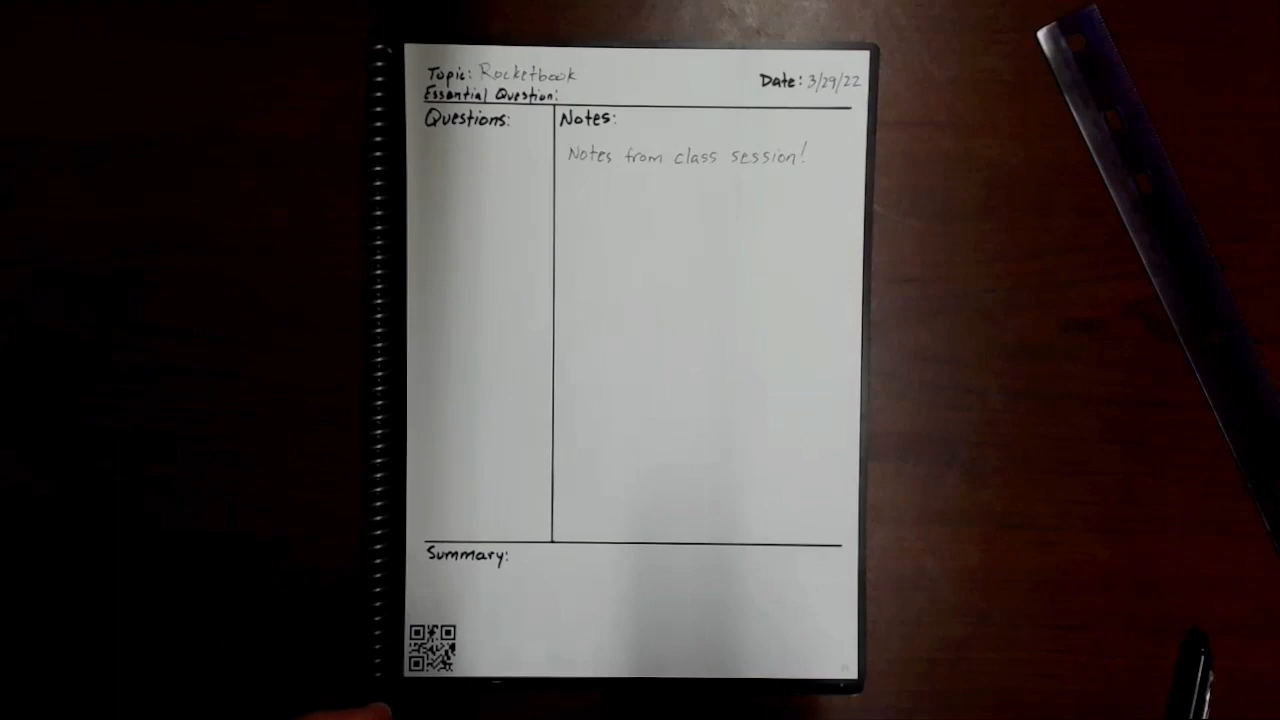 Topic: Rocketbook
Date: 3/29/22
Essential Question:
Questions:
Notes:
Notes from class session!
Summary: